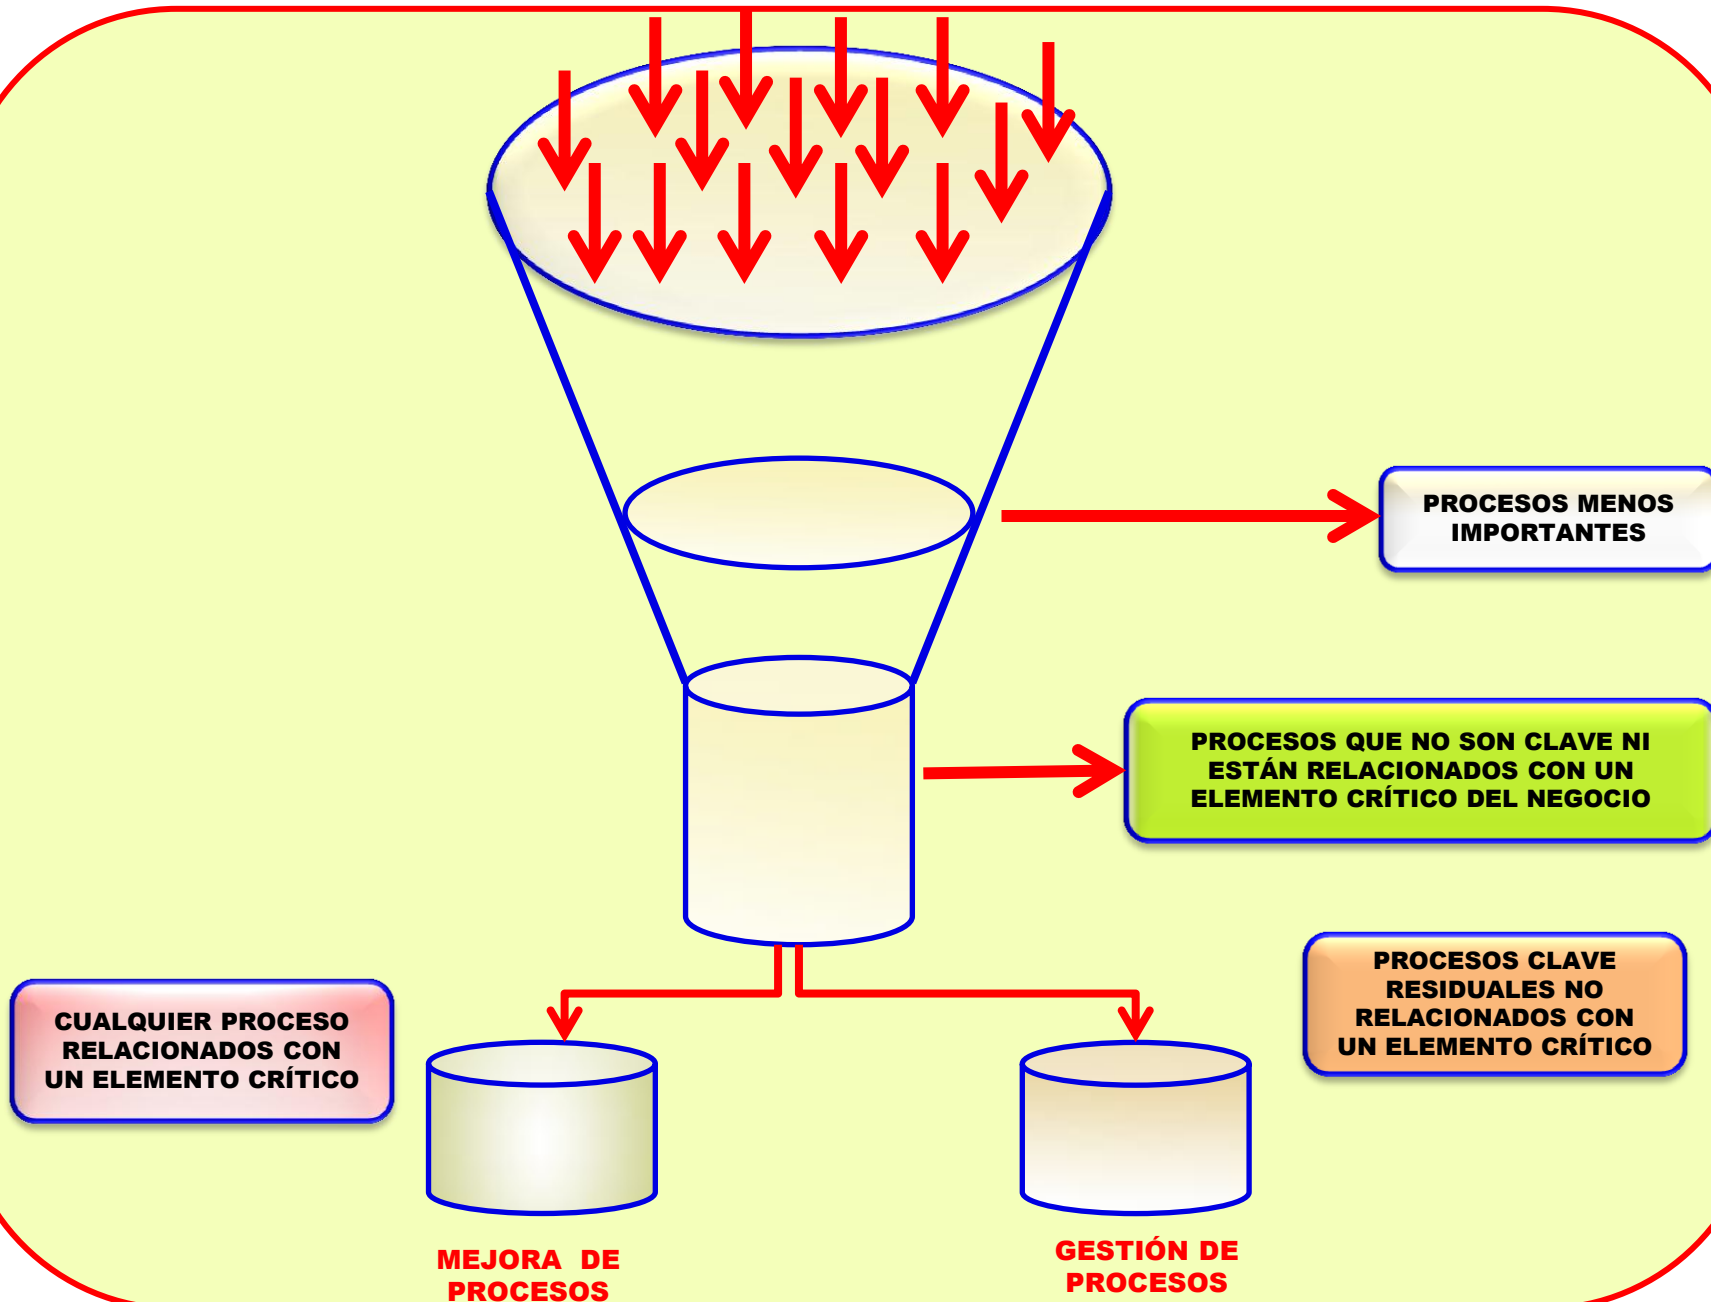 PROCESOS MENOS
IMPORTANTES
PROCESOS QUE NO SON CLAVE NI
ESTÁN RELACIONADOS CON UN
ELEMENTO CRÍTICO DEL NEGOCIO
CUALQUIER PROCESO
RELACIONADOS CON
UN ELEMENTO CRÍTICO
PROCESOS CLAVE
RESIDUALES NO
RELACIONADOS CON
UN ELEMENTO CRÍTICO
MEJORA DE
PROCESOS
GESTIÓN DE
PROCESOS